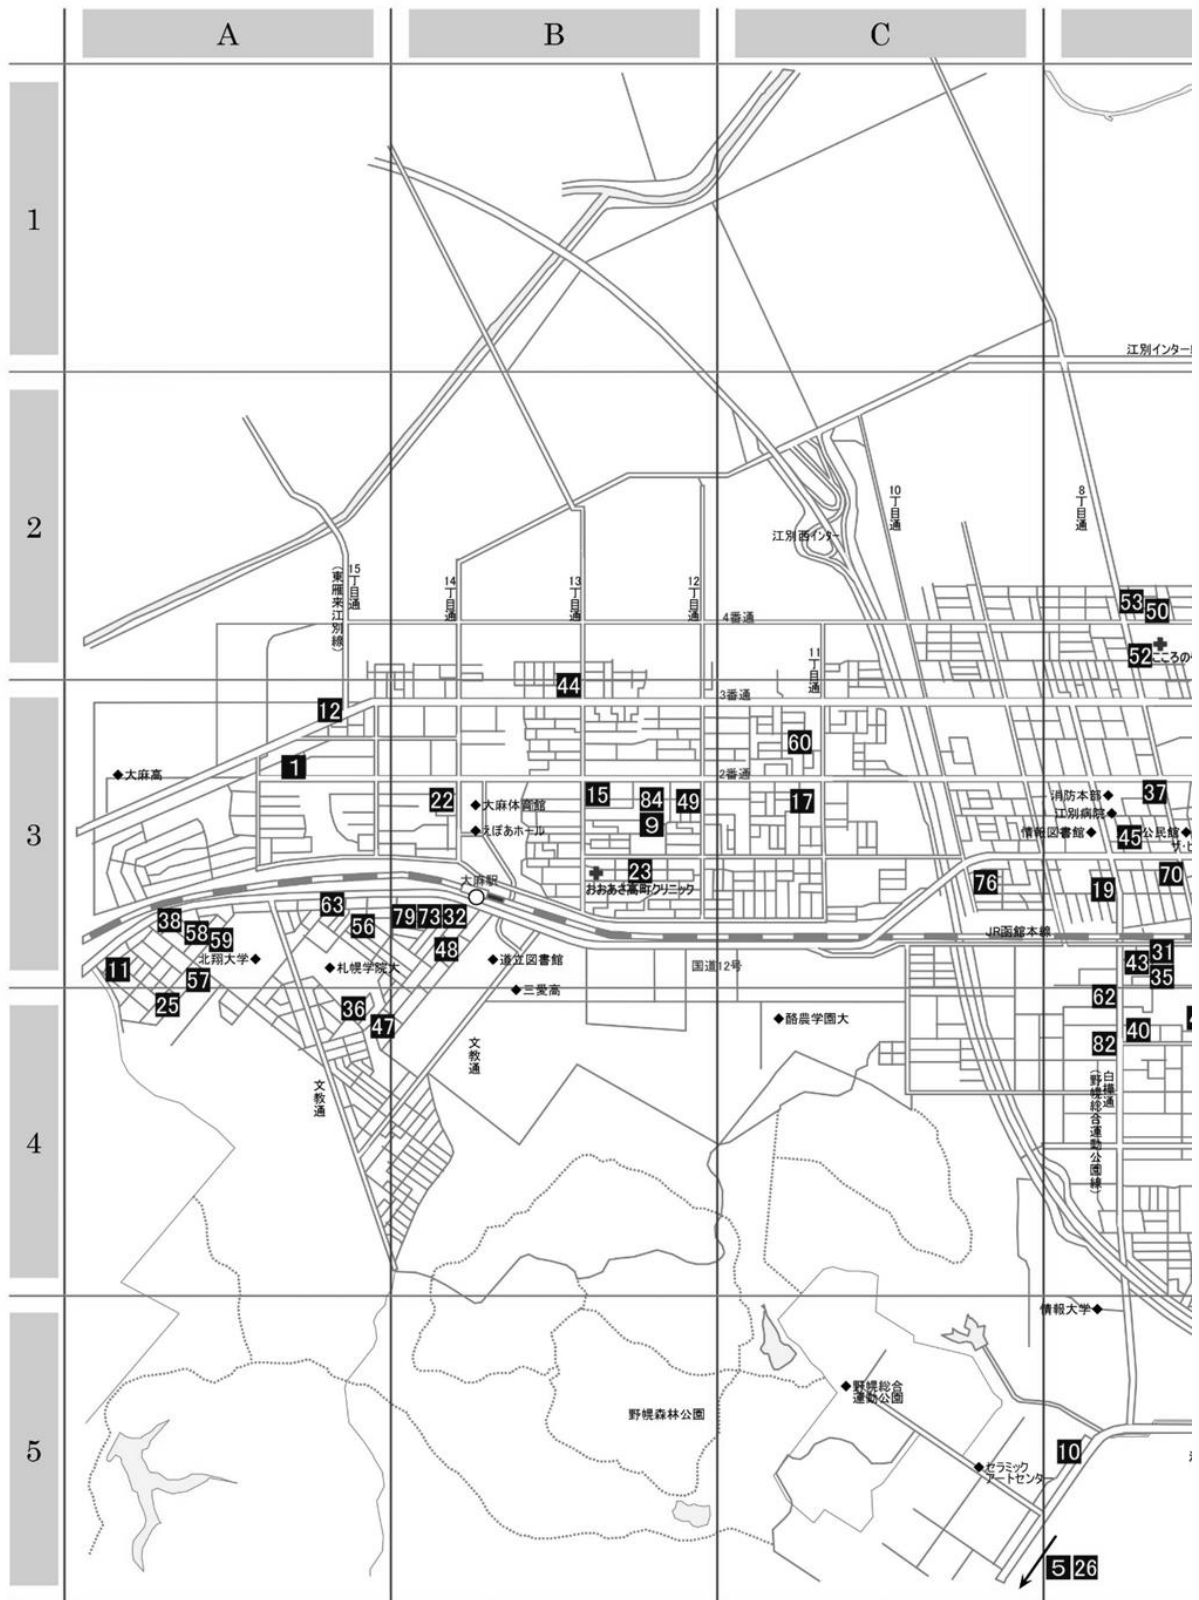 A
B
C
1
江別インター
2
10丁目通
8丁目通
江別西インター
15丁目通
(東雁来江別線)
14丁目通
13丁目通
12丁目通
53
50
4番通
11丁目通
52
こころの
44
3番通
12
60
1
大麻高
2番通
3
22
大麻体育館
えぽあホール
15
84
49
9
17
消防本部
37
江別病院
情報図書館
45
公民館
23
おおあさ高町クリニック
大麻駅
76
19
70
38
58
59
63
56
79
73
32
48
北翔大学
札幌学院大
11
57
25
36
47
道立図書館
三愛高
JR函館本線
国道12号
43
31
35
62
酪農学園大
82
40
文教通
文教通
白樺通
(野幌総合運動公園線)
4
情報大学
野幌総合
運動公園
野幌森林公園
5
10
セラミック
アートセンター
5
26